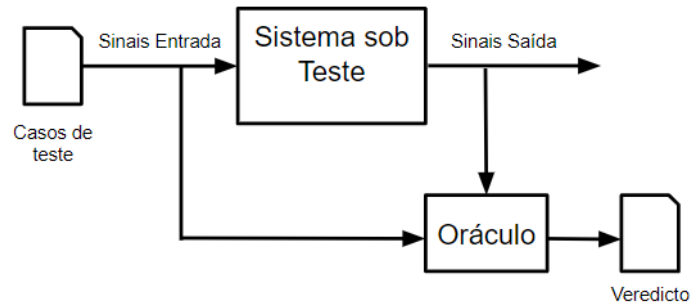 Sinais Entrada
Sistema sob
Teste
Sinais Saída
Casos de
teste
Oráculo
Veredicto